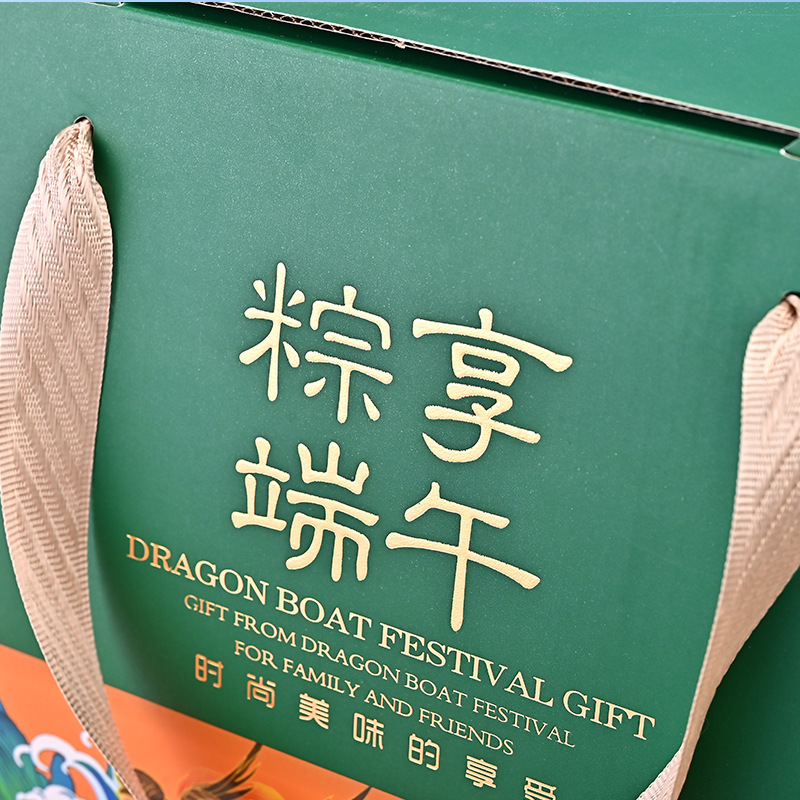 粽享
端午
DRAGON BOAT FESTIVAL GIFT
GIFT FROM DRAGON BOAT FESTIVAL
FOR FAMILY AND FRIENDS
时尚美味的享受